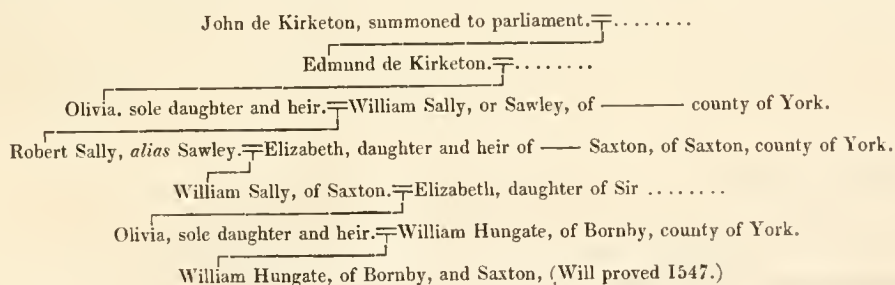 John de Kirketon, summoned to parliament.=........
Edmund de Kirketon.=........
Olivia. sole daughter and heir.=William Sally, or Sawley, of ——— county of York.
Robert Sally, alias Sawley.=Elizabeth, daughter and heir of —— Saxton, of Saxton, county of York.
William Sally, of Saxton.=Elizabeth, daughter of Sir ........
Olivia, sole daughter and heir.=William Hungate, of Bornby, county of York.
William Hungate, of Bornby, and Saxton, (Will proved 1547.)